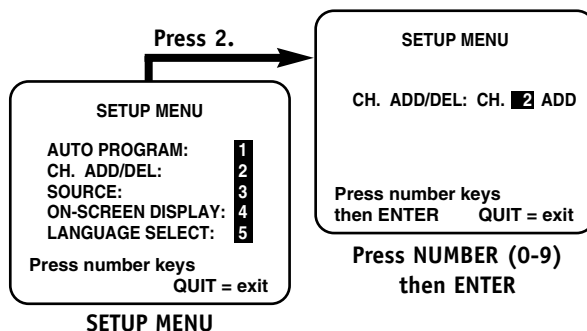 Press 2.
SETUP MENU
AUTO PROGRAM: 1
CH. ADD/DEL: 2
SOURCE: 3
ON-SCREEN DISPLAY: 4
LANGUAGE SELECT: 5
Press number keys
QUIT = exit
SETUP MENU
SETUP MENU
CH. ADD/DEL: CH. 2 ADD
Press number keys
then ENTER QUIT = exit
Press NUMBER (0-9)
then ENTER